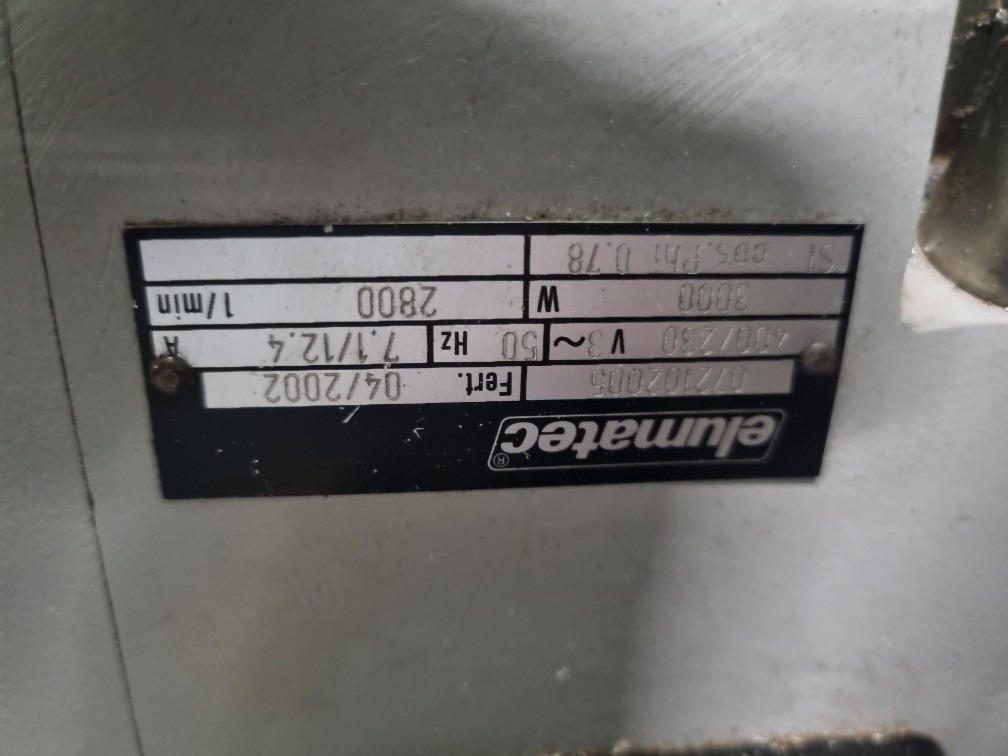 elumatec®
072102005 Fert. 04/2002
400/230 V 3~ 50 Hz 7.1/12.4 A
3000 W 2800 1/min
S1 cos.Phi 0.78